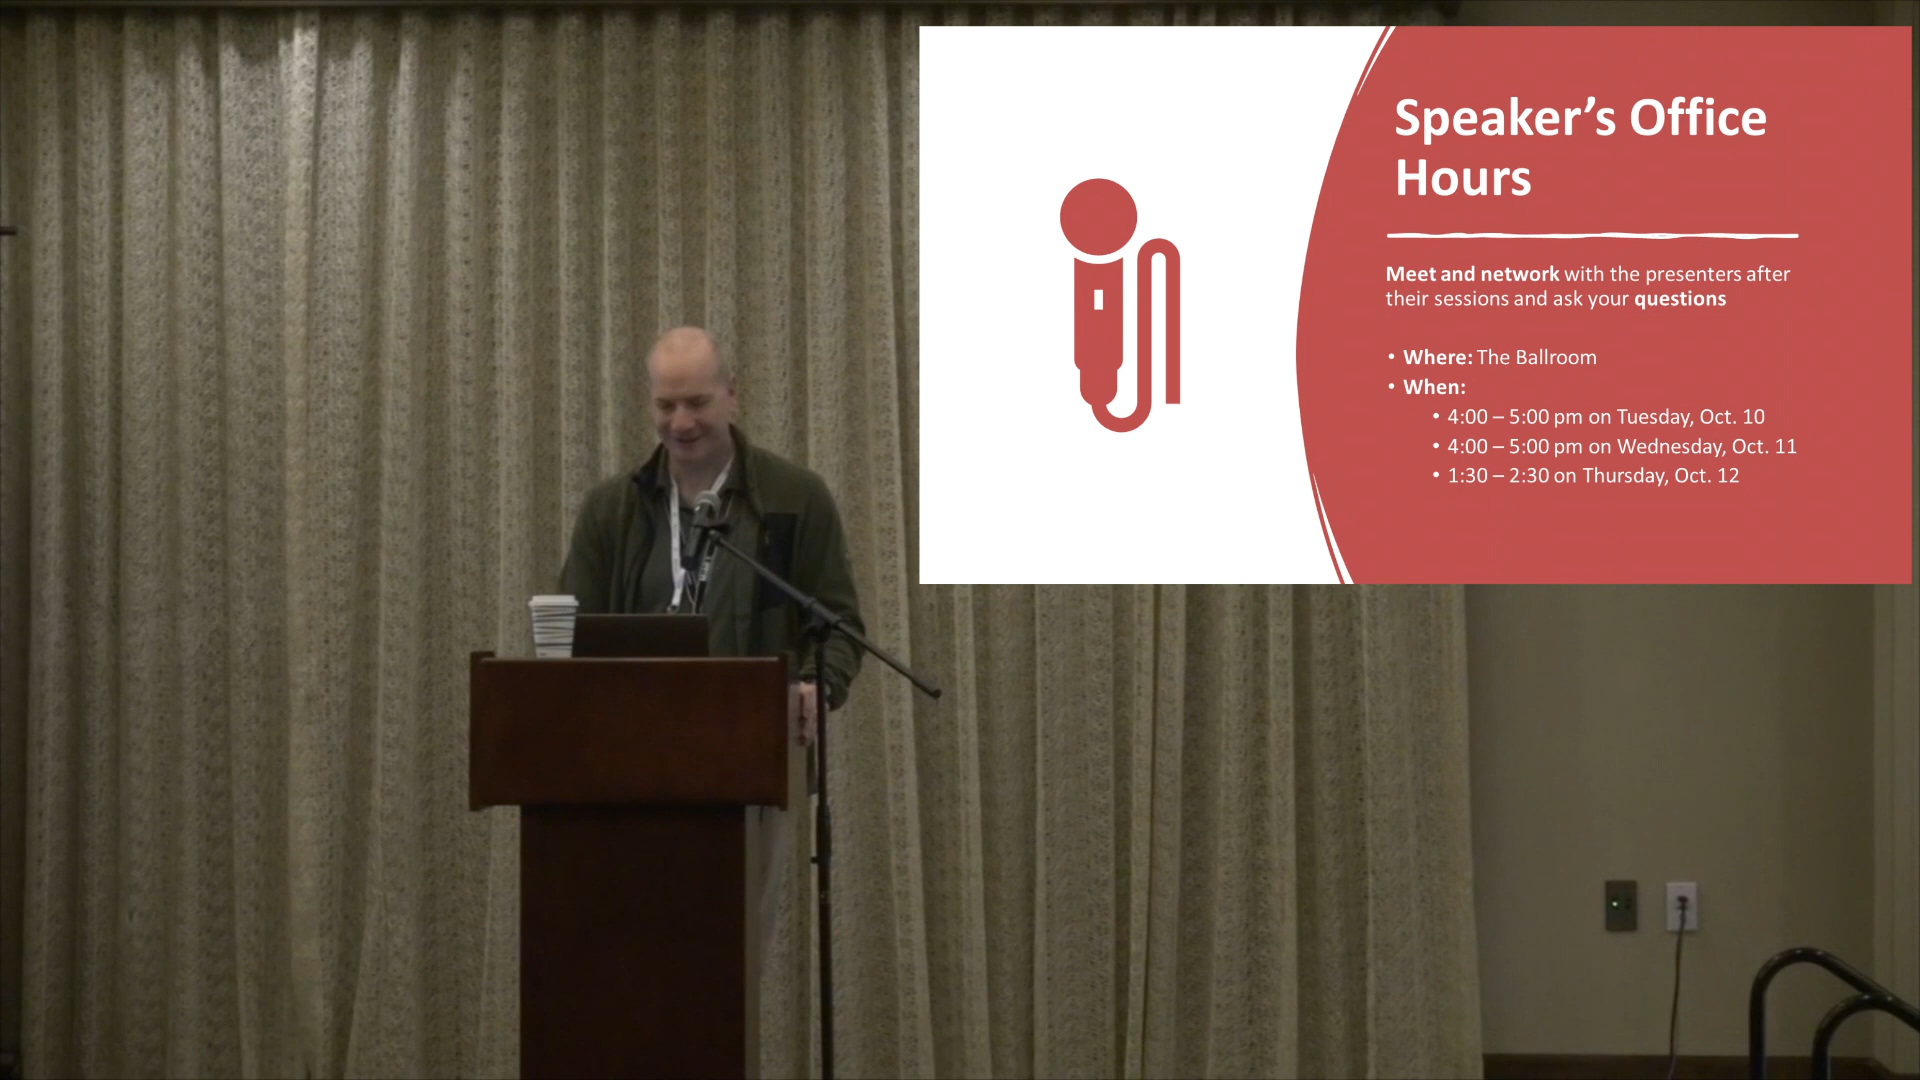 Speaker’s Office
Hours
Meet and network with the presenters after
their sessions and ask your questions
• Where: The Ballroom
• When:
• 4:00 – 5:00 pm on Tuesday, Oct. 10
• 4:00 – 5:00 pm on Wednesday, Oct. 11
• 1:30 – 2:30 on Thursday, Oct. 12